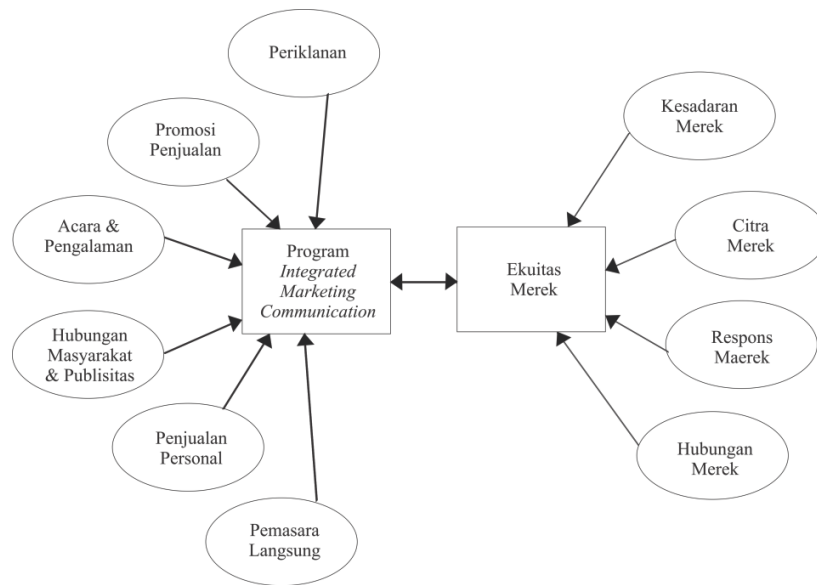 Periklanan
Promosi
Penjualan
Acara &
Pengalaman
Hubungan
Masyarakat
& Publisitas
Penjualan
Personal
Pemasara
Langsung
Program
Integrated
Marketing
Communication
Ekuitas
Merek
Kesadaran
Merek
Citra
Merek
Respons
Maerek
Hubungan
Merek